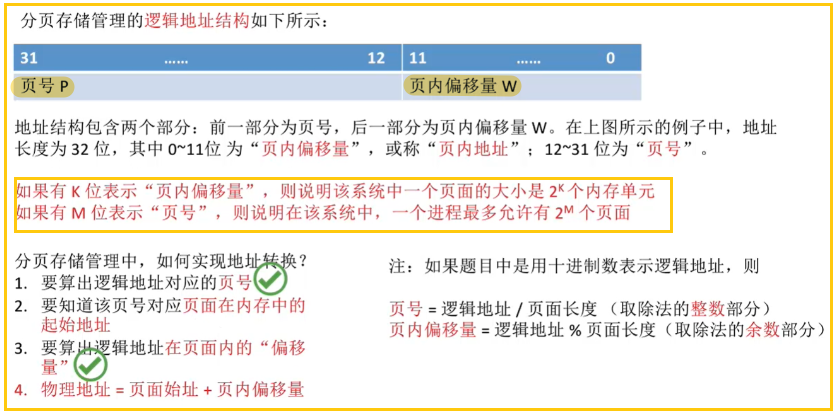 分页存储管理的逻辑地址结构如下所示：
31 …… 12 11 …… 0
页号 P 页内偏移量 W
地址结构包含两个部分：前一部分为页号，后一部分为页内偏移量 W。在上图所示的例子中，地址
长度为 32 位，其中 0~11位 为“页内偏移量”，或称“页内地址”；12~31 位为“页号”。
如果有 K 位表示“页内偏移量”，则说明该系统中一个页面的大小是 2ᴷ 个内存单元
如果有 M 位表示“页号”，则说明在该系统中，一个进程最多允许有 2ᴹ 个页面
分页存储管理中，如何实现地址转换？
1. 要算出逻辑地址对应的页号
2. 要知道该页号对应页面在内存中的
起始地址
3. 要算出逻辑地址在页面内的“偏移
量”
4. 物理地址 = 页面始址 + 页内偏移量
注：如果题目中是用十进制数表示逻辑地址，则
页号 = 逻辑地址 / 页面长度 （取除法的整数部分）
页内偏移量 = 逻辑地址 % 页面长度（取除法的余数部分）